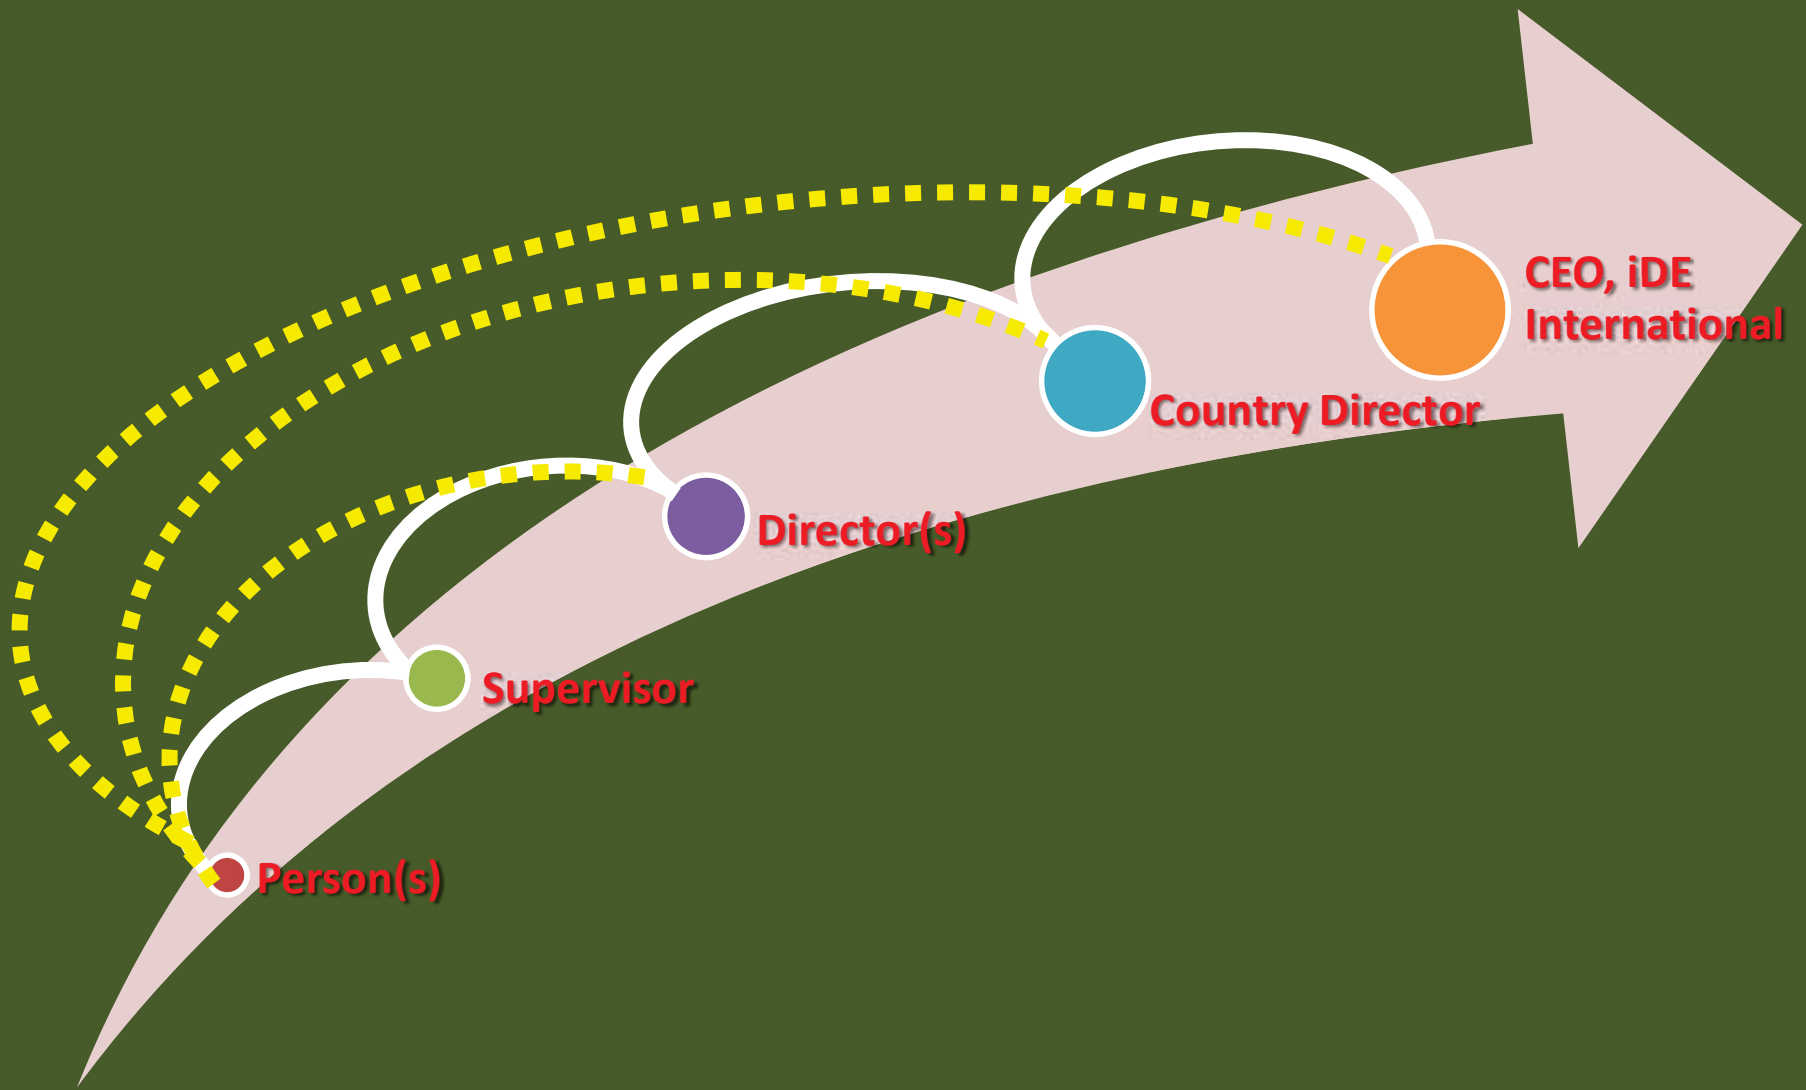 CEO, iDE
International
Country Director
Director(s)
Supervisor
Person(s)